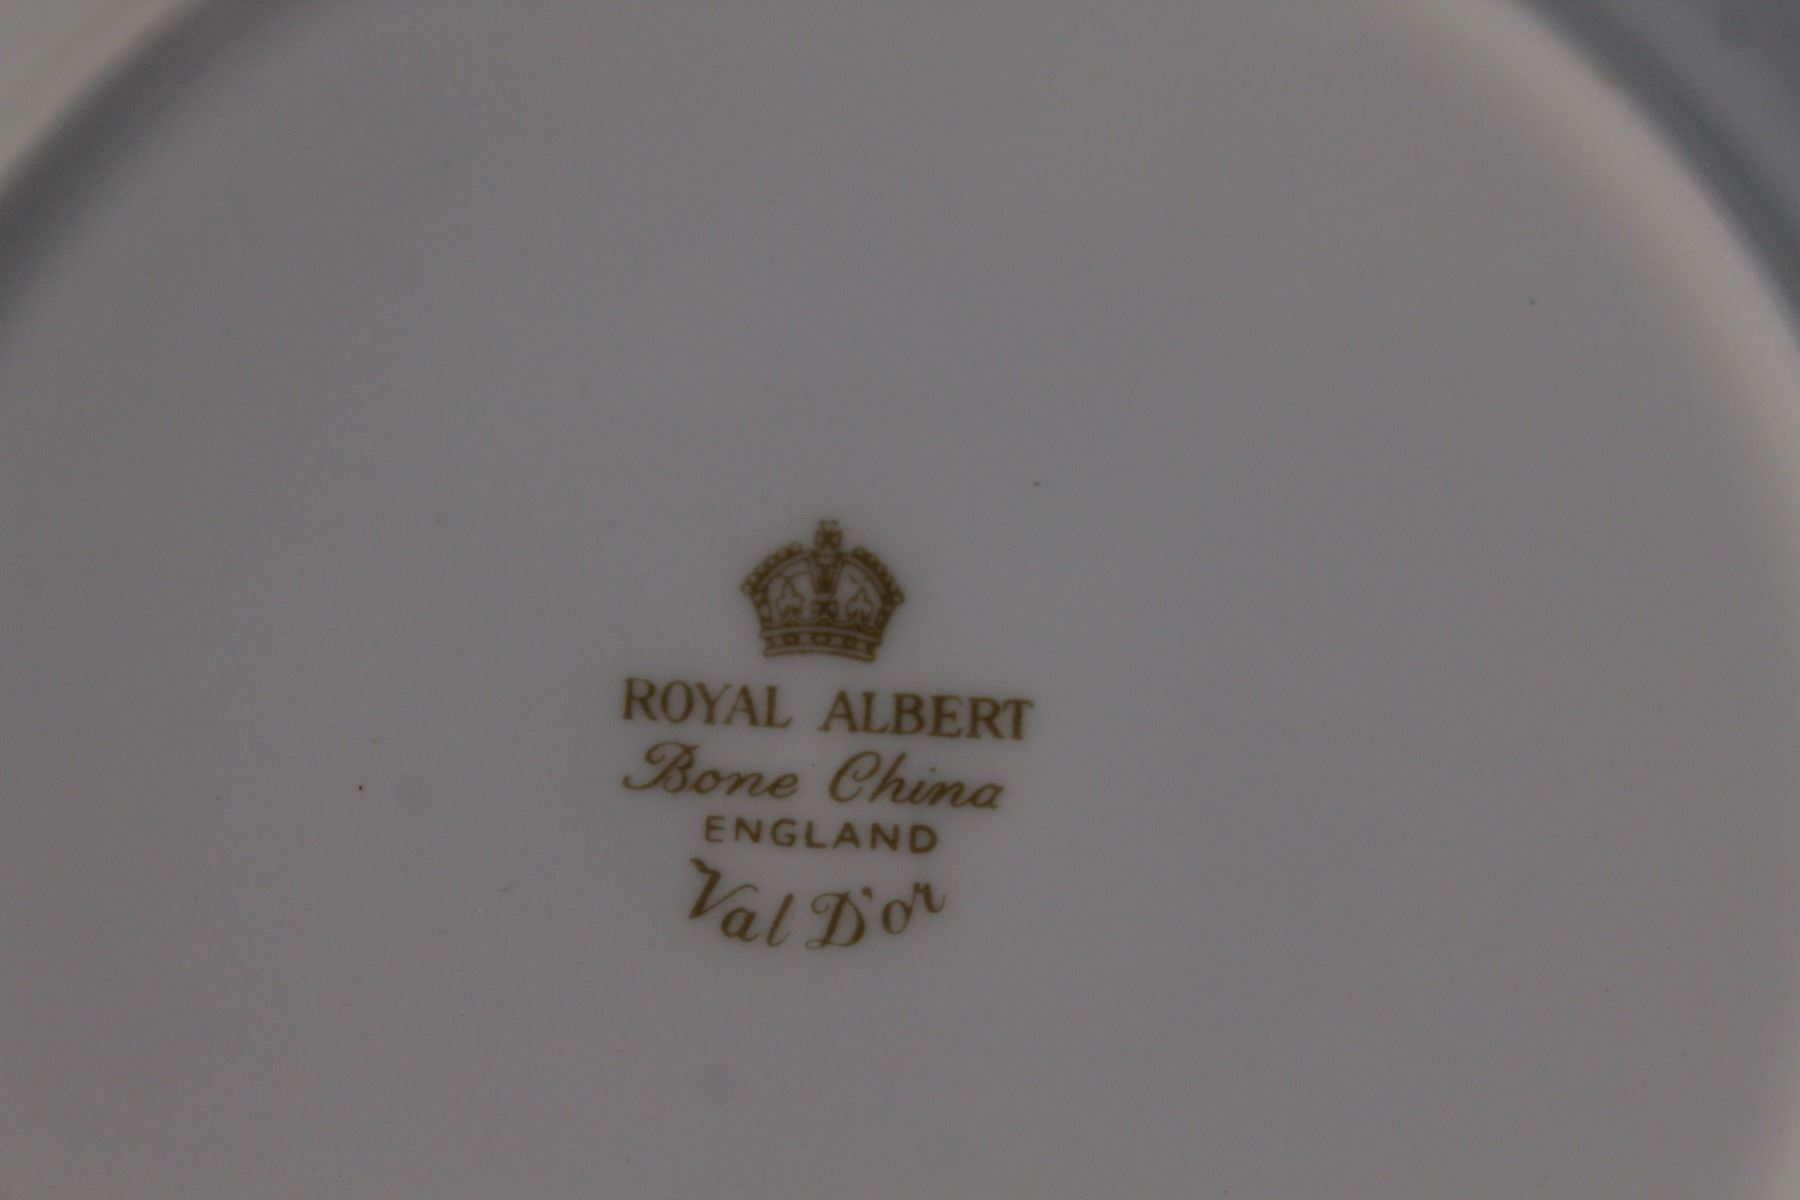 ROYAL ALBERT
Bone China
ENGLAND
Val D'or